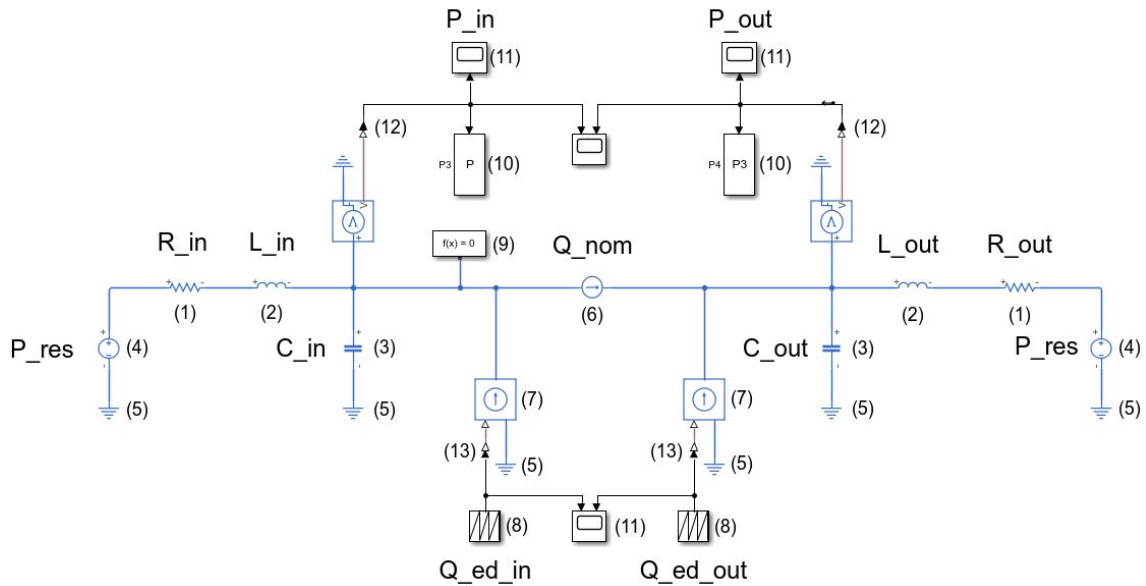 P_in P_out
(11) (11)
(12) (12)
P3 P (10) P4 P3 (10)
V V
R_in L_in f(x) = 0 (9) Q_nom L_out R_out
+ - + - + - + -
(1) (2) (6) (2) (1)
P_res + - (4) C_in + - (3) C_out + - (3) P_res + - (4)
(7) (7)
(5) (5) (5) (5)
(13) (5) (13) (5)
(8) (11) (8)
Q_ed_in Q_ed_out